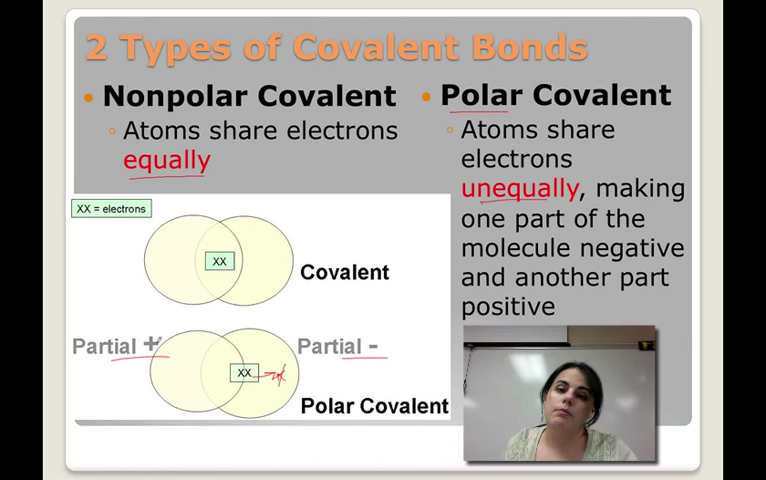 2 Types of Covalent Bonds
• Nonpolar Covalent
◦ Atoms share electrons
equally
XX = electrons
XX
Covalent
Partial +
Partial -
XX
Polar Covalent
• Polar Covalent
◦ Atoms share
electrons
unequally, making
one part of the
molecule negative
and another part
positive